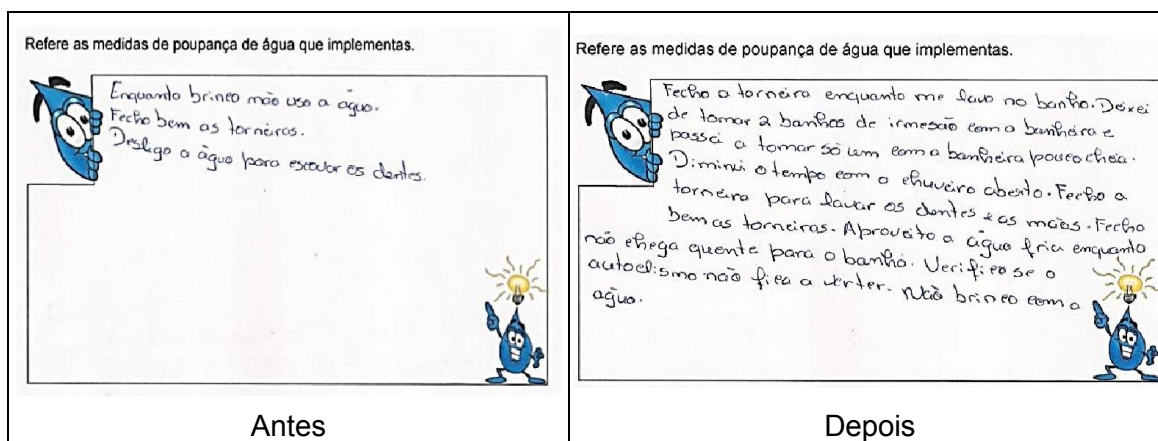 Refere as medidas de poupança de água que implementas.
Enquanto brinco não uso a água.
Fecho bem as torneiras.
Desligo a água para escovar os dentes.
Antes
Refere as medidas de poupança de água que implementas.
Fecho a torneira enquanto me lavo no banho. Deixei
de tomar 2 banhos de irmesão com a banheira e
passei a tomar só um com a banheira pouco cheia.
Diminui o tempo com o chuveiro aberto. Fecho a
torneira para lavar os dentes e as mãos. Fecho
bem as torneiras. Aproveito a água fria enquanto
não chega quente para o banho. Verifico se o
autoclismo não fica a verter. Não brinco com a
água.
Depois